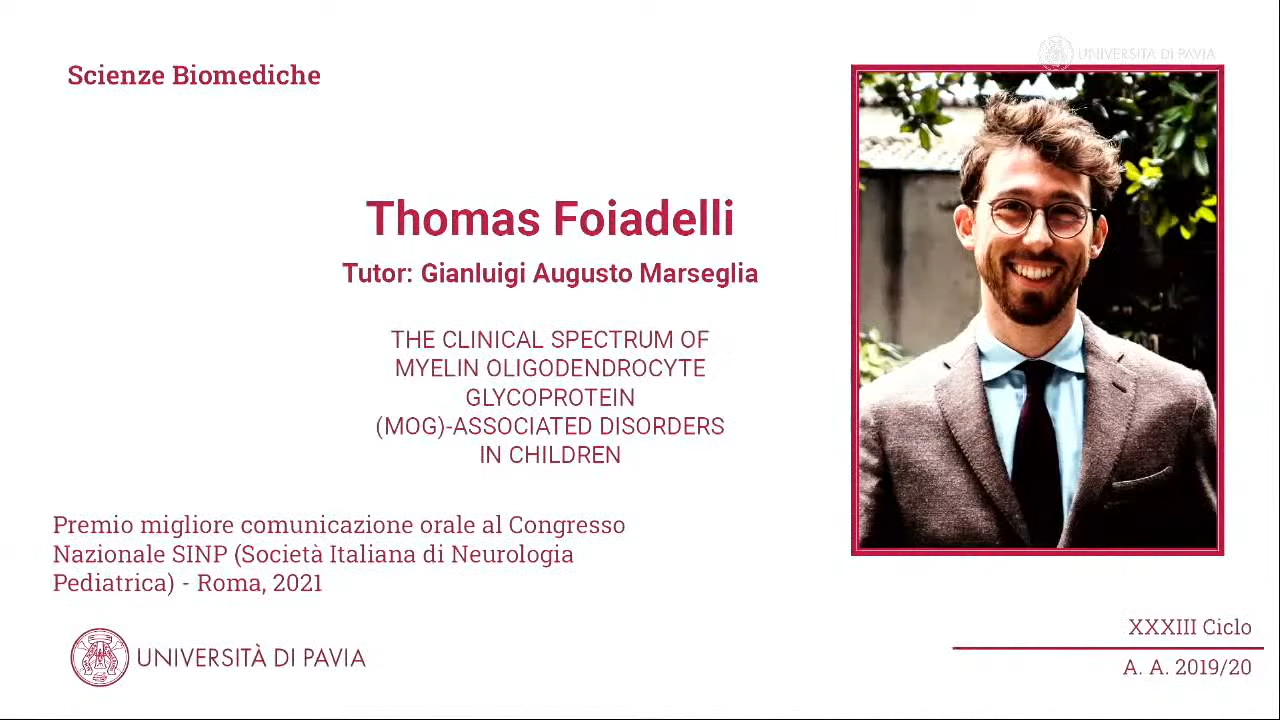 UNIVERSITÀ DI PAVIA
Scienze Biomediche
Thomas Foiadelli
Tutor: Gianluigi Augusto Marseglia
THE CLINICAL SPECTRUM OF
MYELIN OLIGODENDROCYTE
GLYCOPROTEIN
(MOG)-ASSOCIATED DISORDERS
IN CHILDREN
Premio migliore comunicazione orale al Congresso
Nazionale SINP (Società Italiana di Neurologia
Pediatrica) - Roma, 2021
UNIVERSITÀ DI PAVIA
XXXIII Ciclo
A. A. 2019/20